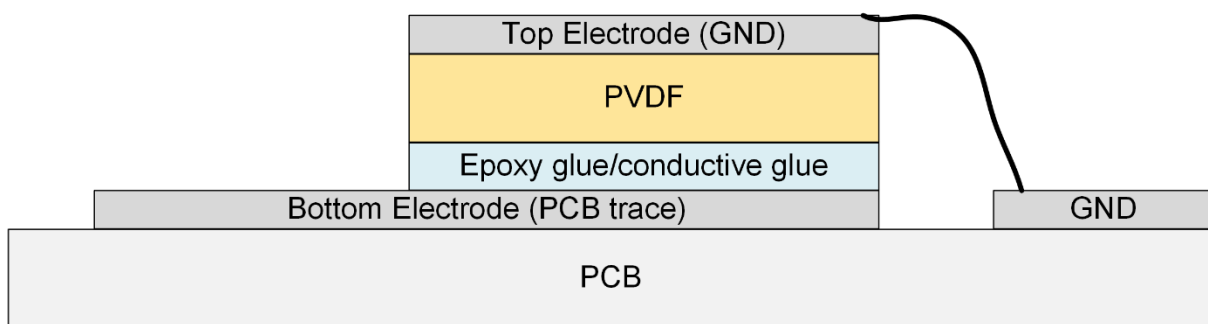 Top Electrode (GND)
PVDF
Epoxy glue/conductive glue
Bottom Electrode (PCB trace)
GND
PCB